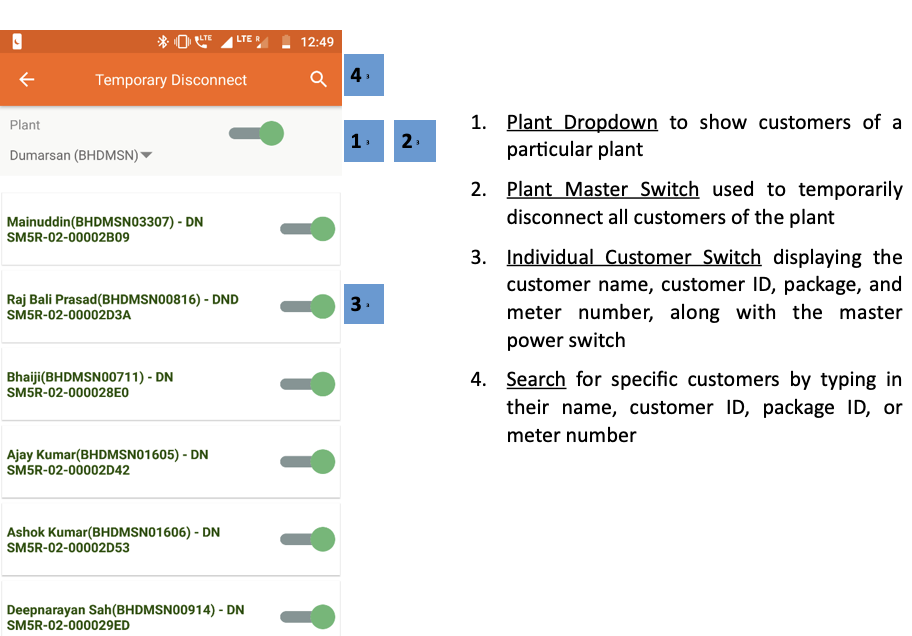 LTE LTE R 12:49
Temporary Disconnect
4 3
Plant
Dumarsan (BHDMSN)
1 3 2 3
Mainuddin(BHDMSN03307) - DN
SM5R-02-00002B09
Raj Bali Prasad(BHDMSN00816) - DND
SM5R-02-00002D3A
3 3
Bhaiji(BHDMSN00711) - DN
SM5R-02-000028E0
Ajay Kumar(BHDMSN01605) - DN
SM5R-02-00002D42
Ashok Kumar(BHDMSN01606) - DN
SM5R-02-00002D53
Deepnarayan Sah(BHDMSN00914) - DN
SM5R-02-000029ED
1. Plant Dropdown to show customers of a
particular plant
2. Plant Master Switch used to temporarily
disconnect all customers of the plant
3. Individual Customer Switch displaying the
customer name, customer ID, package, and
meter number, along with the master
power switch
4. Search for specific customers by typing in
their name, customer ID, package ID, or
meter number